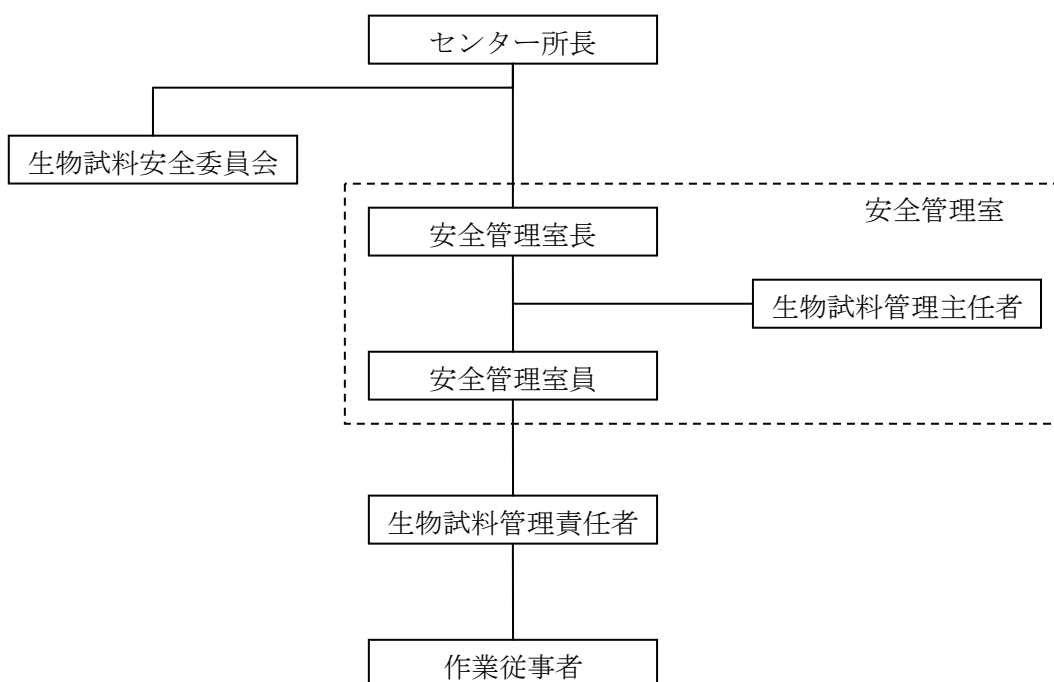 センター所長
生物試料安全委員会
安全管理室
安全管理室長
生物試料管理主任者
安全管理室員
生物試料管理責任者
作業従事者